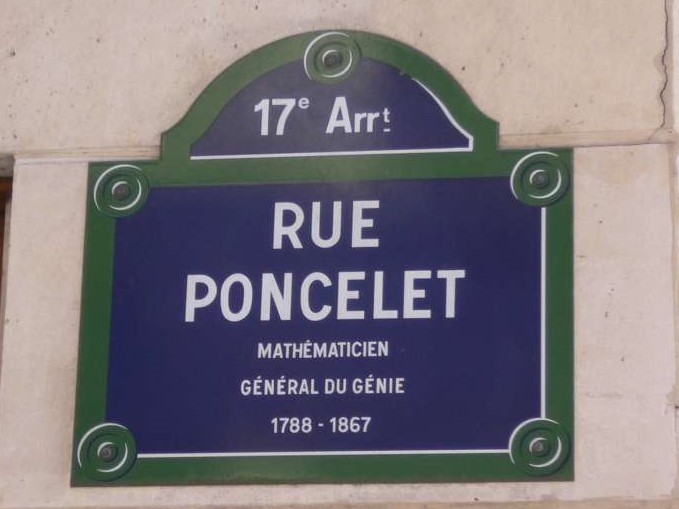 17e Arrt
RUE
PONCELET
MATHÉMATICIEN
GÉNÉRAL DU GÉNIE
1788 - 1867